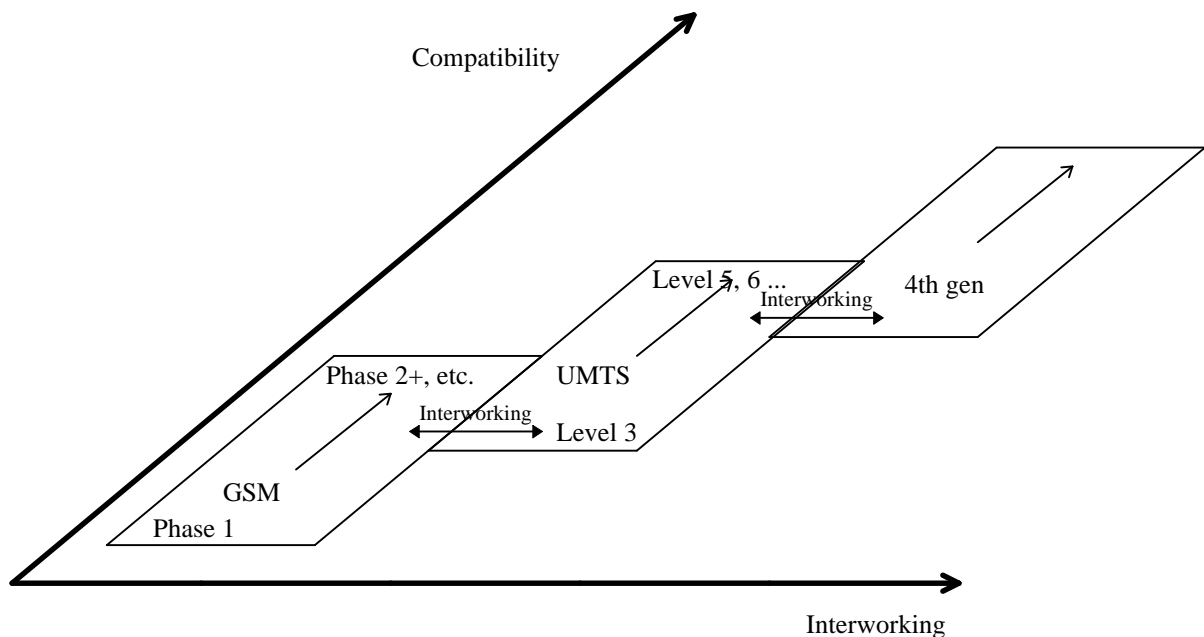 Compatibility
Level 5, 6 ...
Interworking
4th gen
Phase 2+, etc.
UMTS
Interworking
Level 3
GSM
Phase 1
Interworking